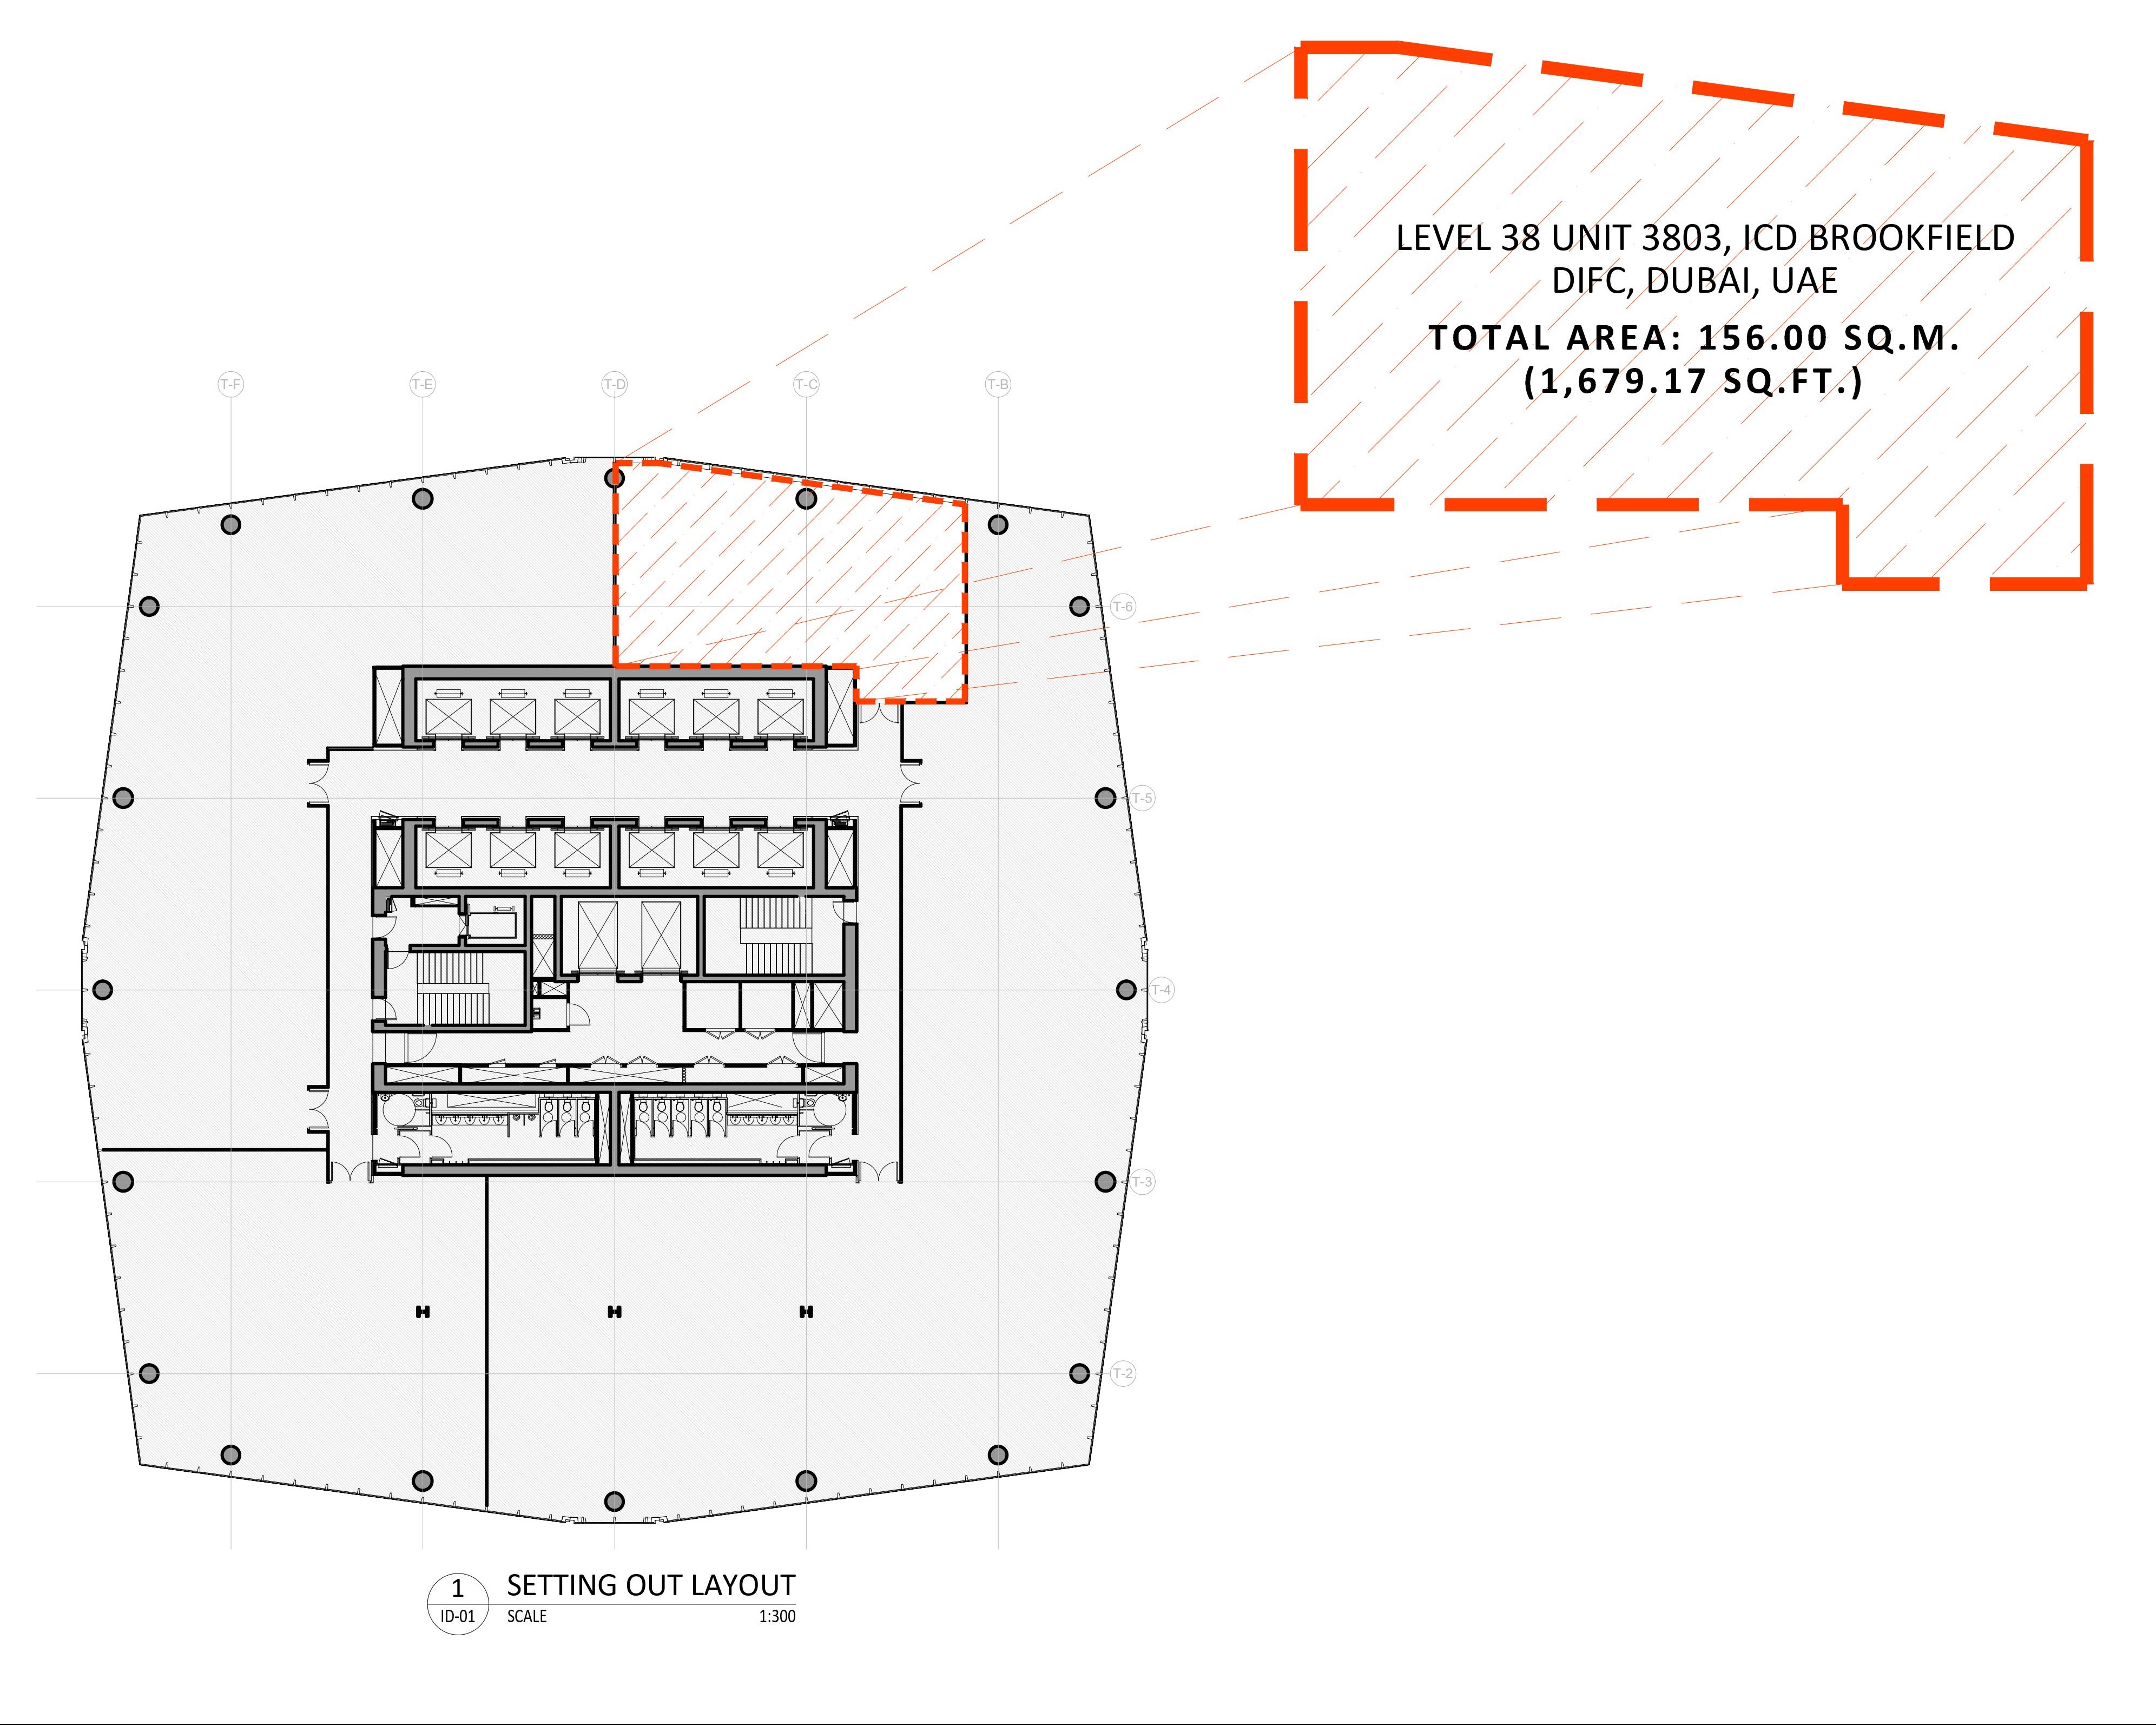 LEVEL 38 UNIT 3803, ICD BROOKFIELD
DIFC, DUBAI, UAE
TOTAL AREA: 156.00 SQ.M.
(1,679.17 SQ.FT.)
T-F
T-E
T-D
T-C
T-B
T-6
T-5
T-4
T-3
T-2
1
ID-01
SETTING OUT LAYOUT
SCALE 1:300